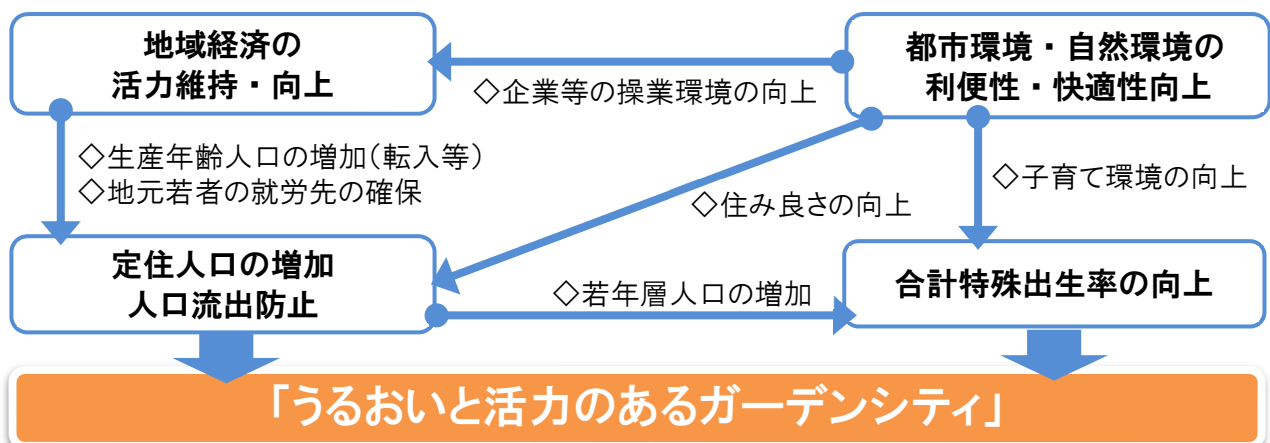 地域経済の
活力維持・向上
都市環境・自然環境の
利便性・快適性向上
◇企業等の操業環境の向上
◇生産年齢人口の増加(転入等)
◇地元若者の就労先の確保
◇子育て環境の向上
◇住み良さの向上
定住人口の増加
人口流出防止
◇若年層人口の増加
合計特殊出生率の向上
「うるおいと活力のあるガーデンシティ」